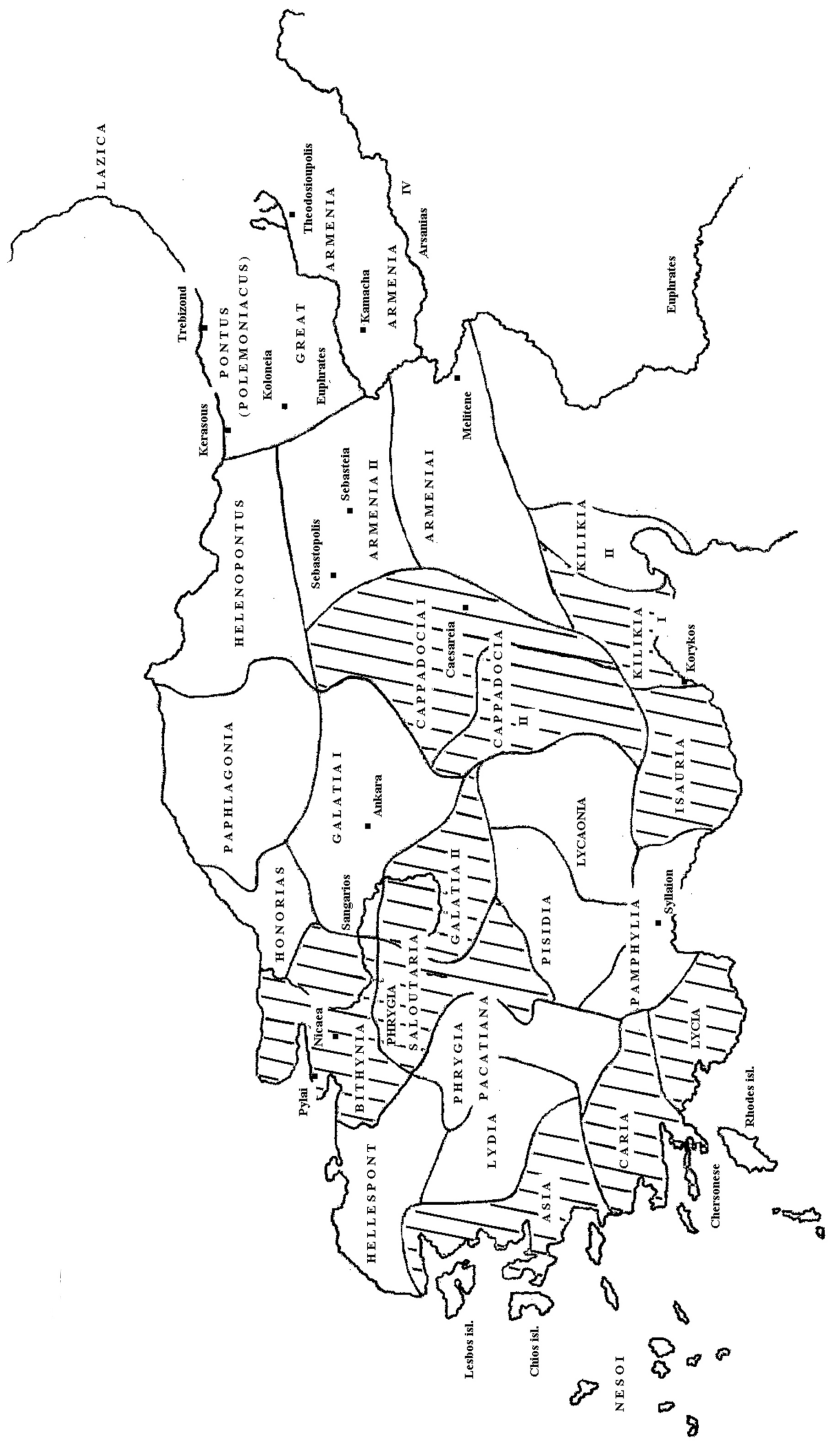 LAZICA
Trebizond
PONTUS
(POLEMONIACUS)
Kerasous
Koloneia
GREAT
ARMENIA
Theodosioupolis
Euphrates
Kamacha
ARMENIA
IV
Arsanias
Euphrates
Melitene
HELENOPONTUS
Sebastopolis
Sebasteia
ARMENIA II
ARMENIA I
PAPHLAGONIA
HONORIAS
GALATIA I
Ankara
Sangarios
CAPPADOCIA I
Caesareia
CAPPADOCIA
II
KILIKIA
II
KILIKIA
I
Korykos
ISAURIA
GALATIA II
LYCAONIA
PISIDIA
PAMPHYLIA
Syllaion
Nicaea
Pylai
BITHYNIA
PHRYGIA
SALOUTARIA
PHRYGIA
PACATIANA
HELLESPONT
LYDIA
ASIA
CARIA
LYCIA
Lesbos isl.
Chios isl.
Chersonese
Rhodes isl.
NESOI